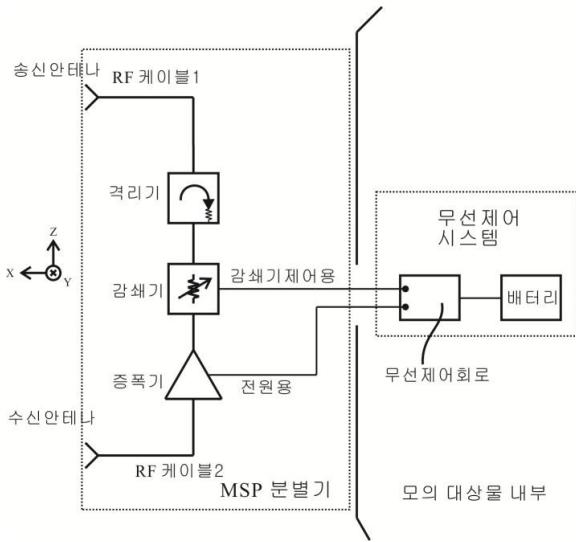 송신안테나
RF 케이블1
격리기
무선제어
시스템
Z
X
Y
감쇄기
감쇄기제어용
배터리
증폭기
전원용
무선제어회로
수신안테나
RF 케이블2
MSP 분별기
모의 대상물 내부